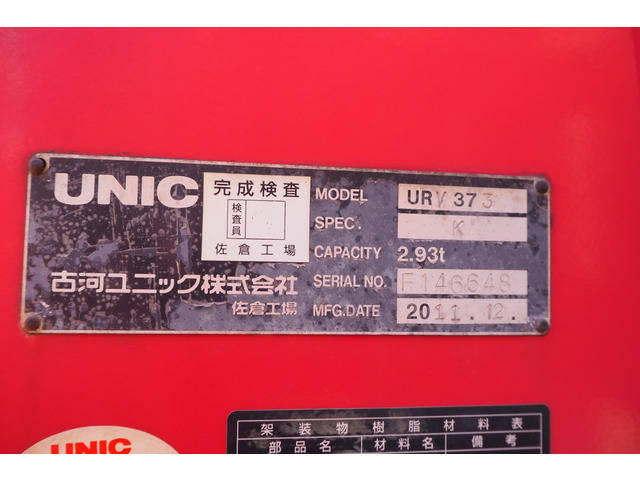 UNIC
完成検査
検査員
佐倉工場
古河ユニック株式会社
佐倉工場
MODEL URV373
SPEC. K
CAPACITY 2.93t
SERIAL NO. F146648
MFG.DATE 2011.12.
UNIC
架装物樹脂材料表
部品名 材料名 備考